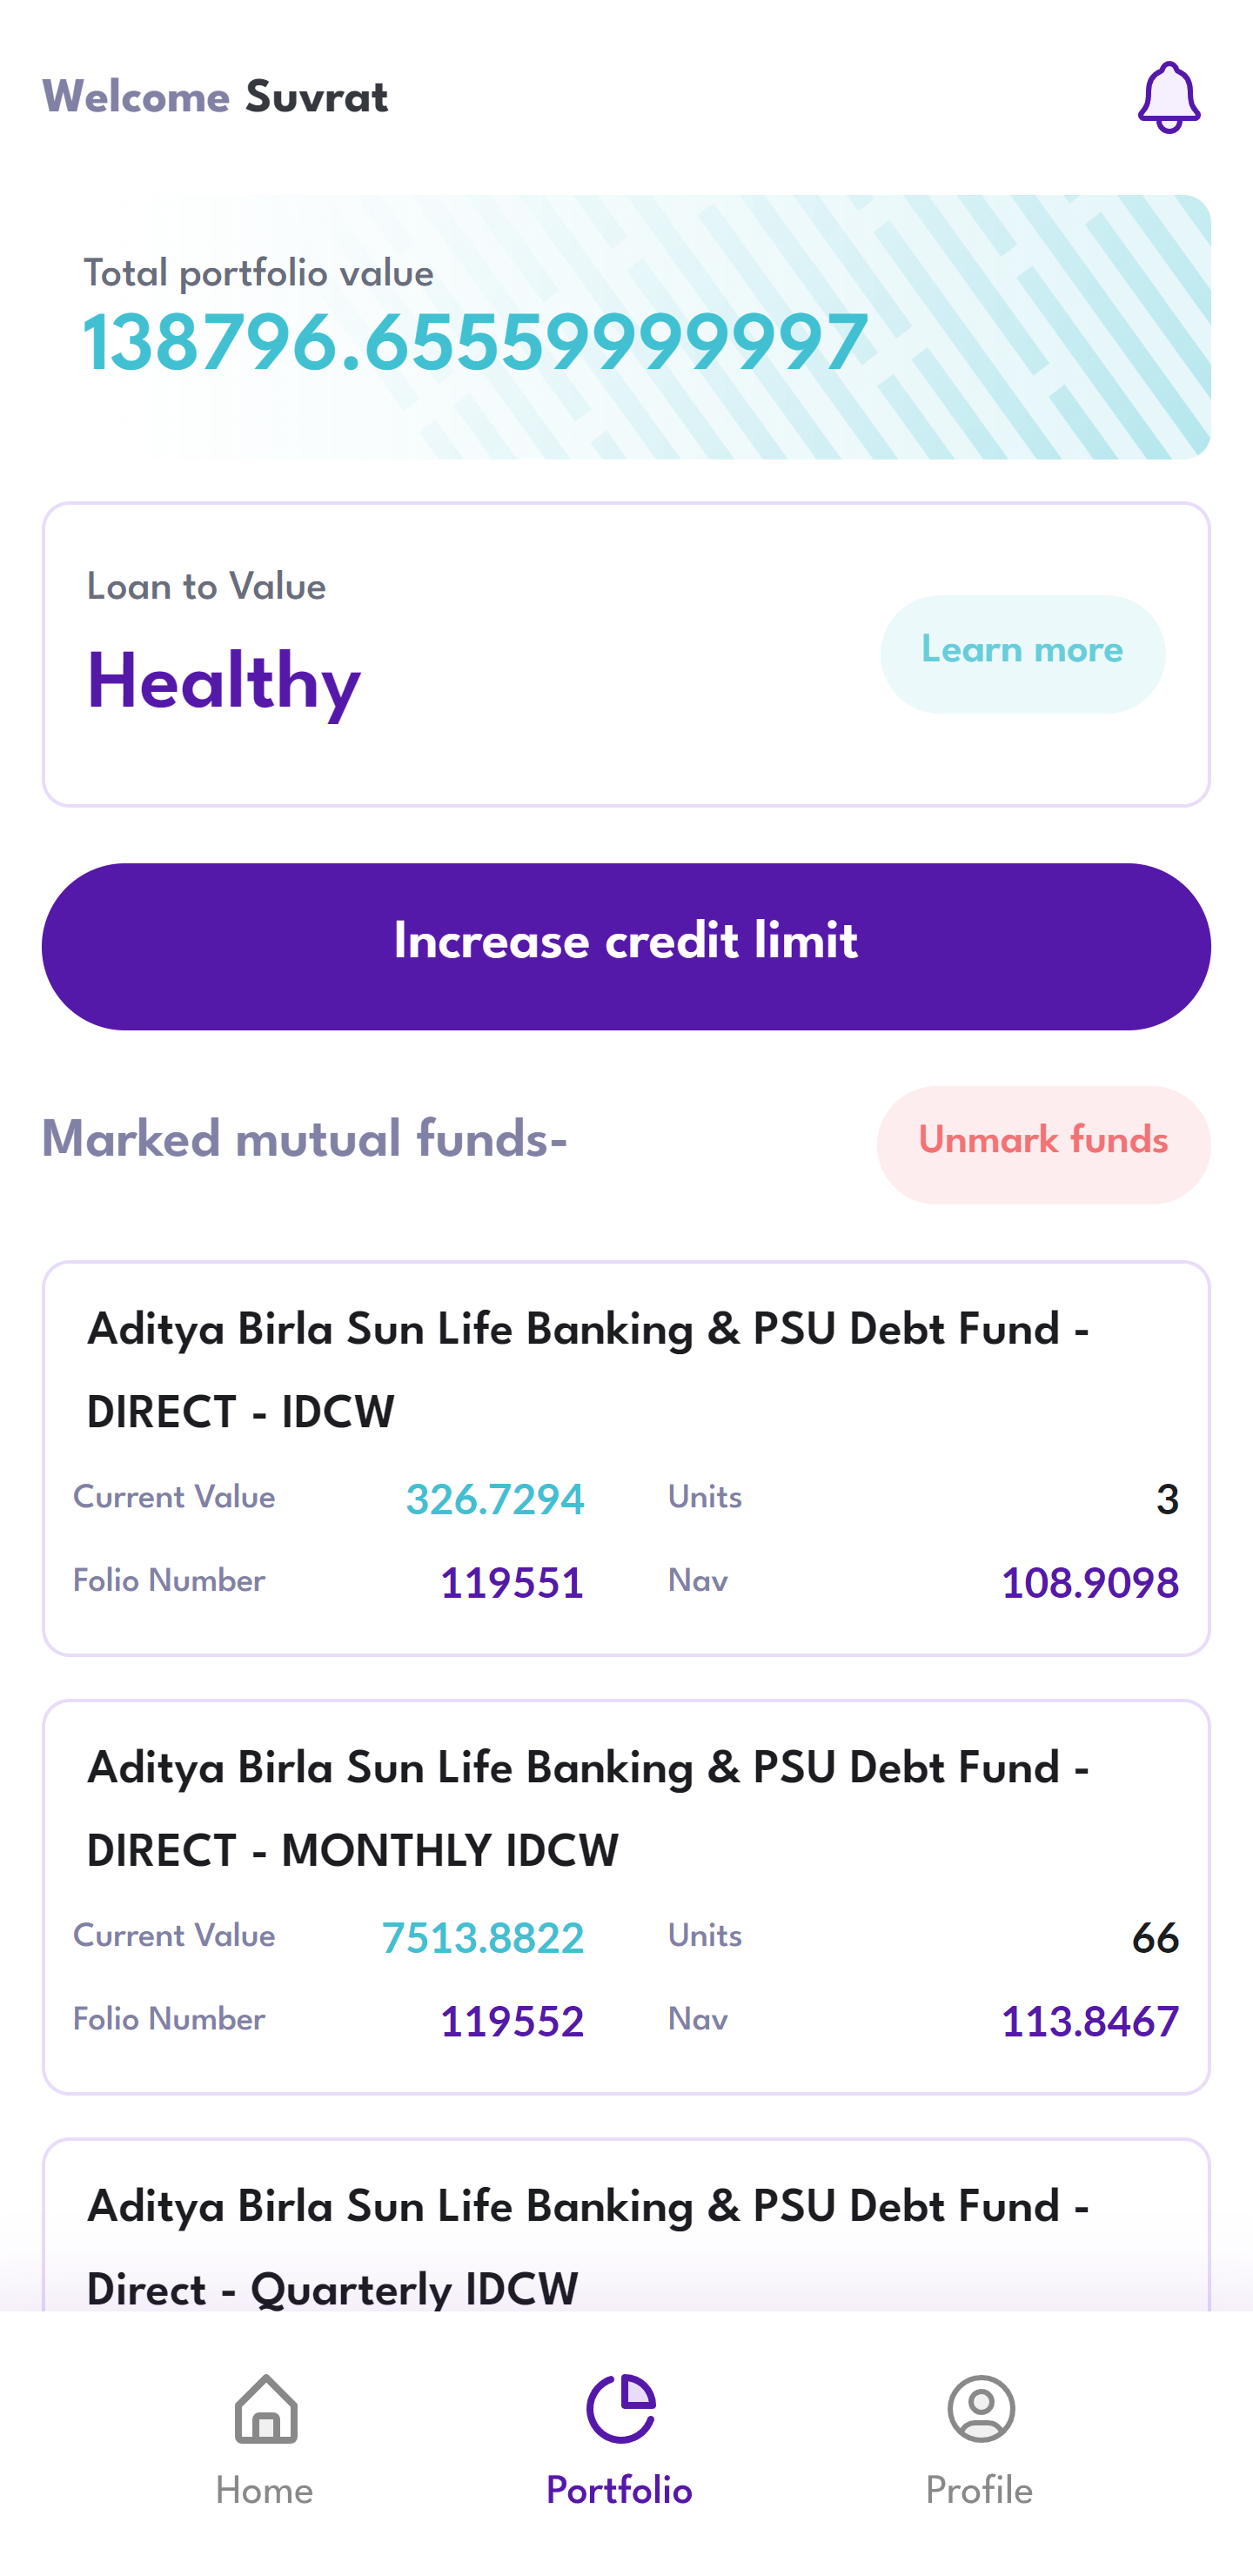 Welcome Suvrat
Total portfolio value
138796.65559999997
Loan to Value
Healthy
Learn more
Increase credit limit
Marked mutual funds-
Unmark funds
Aditya Birla Sun Life Banking & PSU Debt Fund -
DIRECT - IDCW
Current Value 326.7294 Units 3
Folio Number 119551 Nav 108.9098
Aditya Birla Sun Life Banking & PSU Debt Fund -
DIRECT - MONTHLY IDCW
Current Value 7513.8822 Units 66
Folio Number 119552 Nav 113.8467
Aditya Birla Sun Life Banking & PSU Debt Fund -
Direct - Quarterly IDCW
Home Portfolio Profile